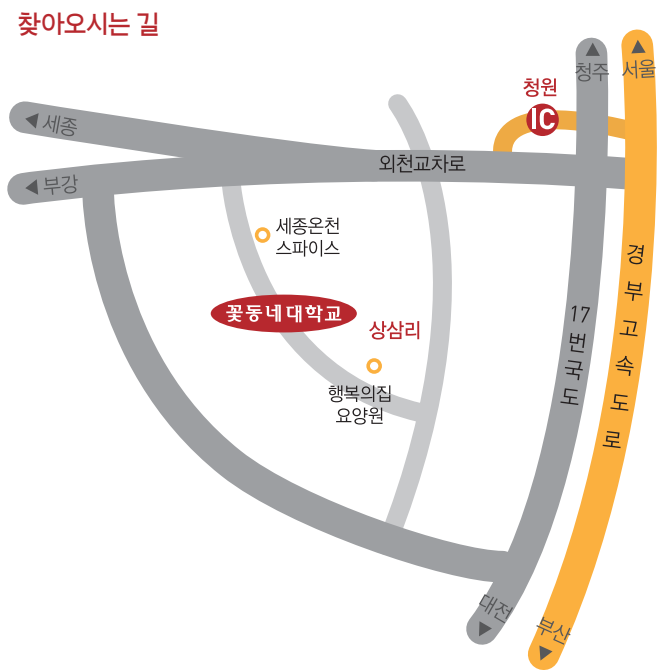 찾아오시는 길
청주
서울
청원
IC
세종
외천교차로
부강
세종온천
스파이스
경부고속도로
꽃동네대학교
17번국도
상삼리
행복의집
요양원
대전
부산